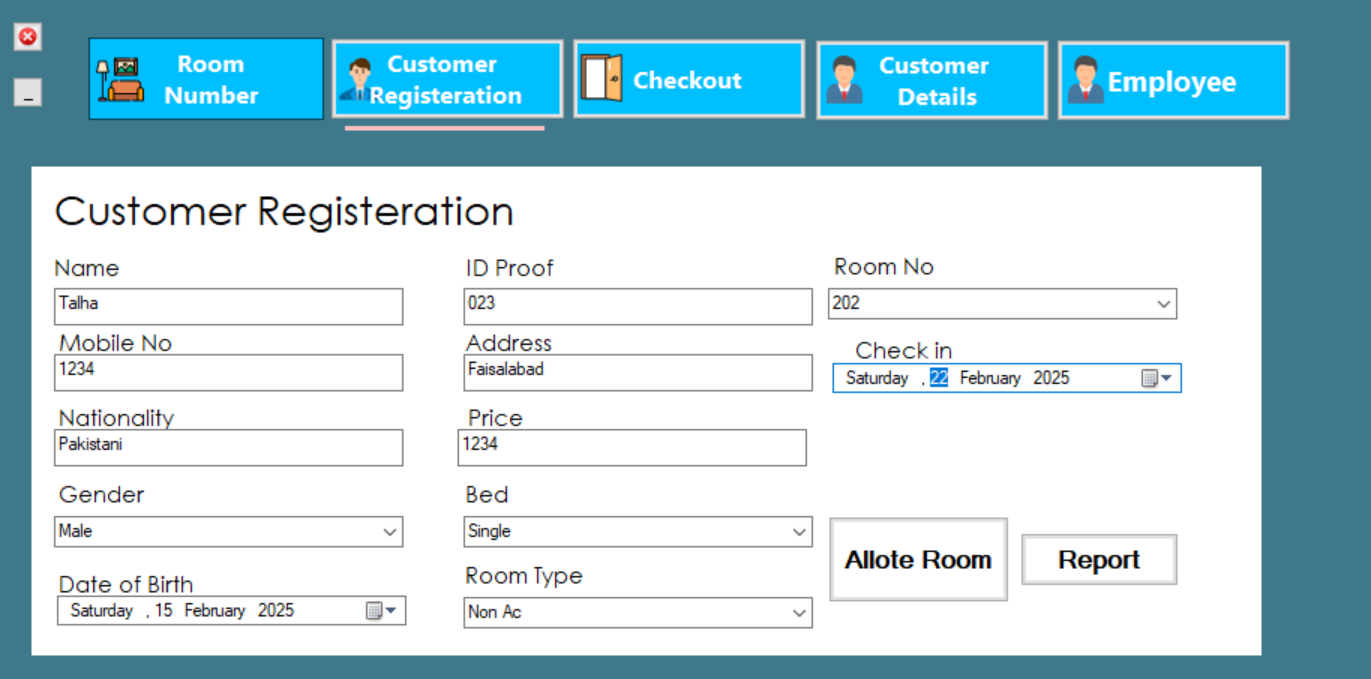 Room
Number
Customer
Registeration
Checkout
Customer
Details
Employee
Customer Registeration
Name
ID Proof
Room No
Talha
023
202
Mobile No
Address
Check in
1234
Faisalabad
Saturday , 22 February 2025
Nationality
Price
Pakistani
1234
Gender
Bed
Male
Single
Allote Room
Report
Date of Birth
Room Type
Saturday , 15 February 2025
Non Ac